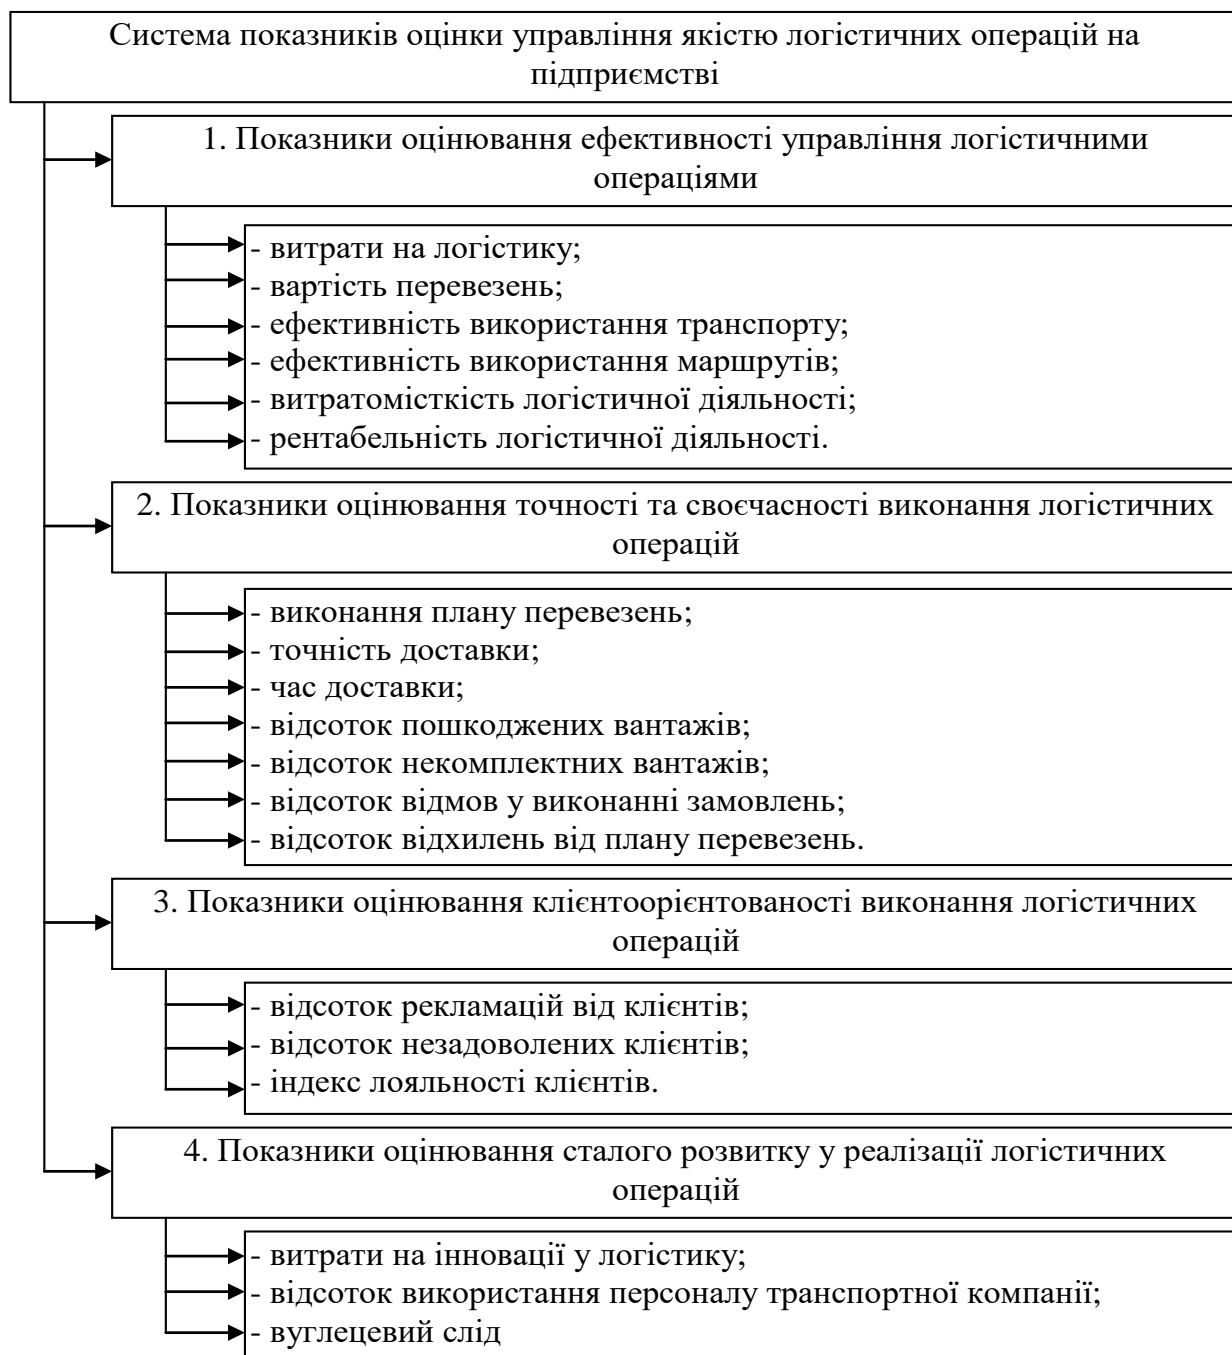 Система показників оцінки управління якістю логістичних операцій на
підприємстві
1. Показники оцінювання ефективності управління логістичними
операціями
- витрати на логістику;
- вартість перевезень;
- ефективність використання транспорту;
- ефективність використання маршрутів;
- витратомісткість логістичної діяльності;
- рентабельність логістичної діяльності.
2. Показники оцінювання точності та своєчасності виконання логістичних
операцій
- виконання плану перевезень;
- точність доставки;
- час доставки;
- відсоток пошкоджених вантажів;
- відсоток некомплектних вантажів;
- відсоток відмов у виконанні замовлень;
- відсоток відхилень від плану перевезень.
3. Показники оцінювання клієнтоорієнтованості виконання логістичних
операцій
- відсоток рекламацій від клієнтів;
- відсоток незадоволених клієнтів;
- індекс лояльності клієнтів.
4. Показники оцінювання сталого розвитку у реалізації логістичних
операцій
- витрати на інновації у логістику;
- відсоток використання персоналу транспортної компанії;
- вуглецевий слід